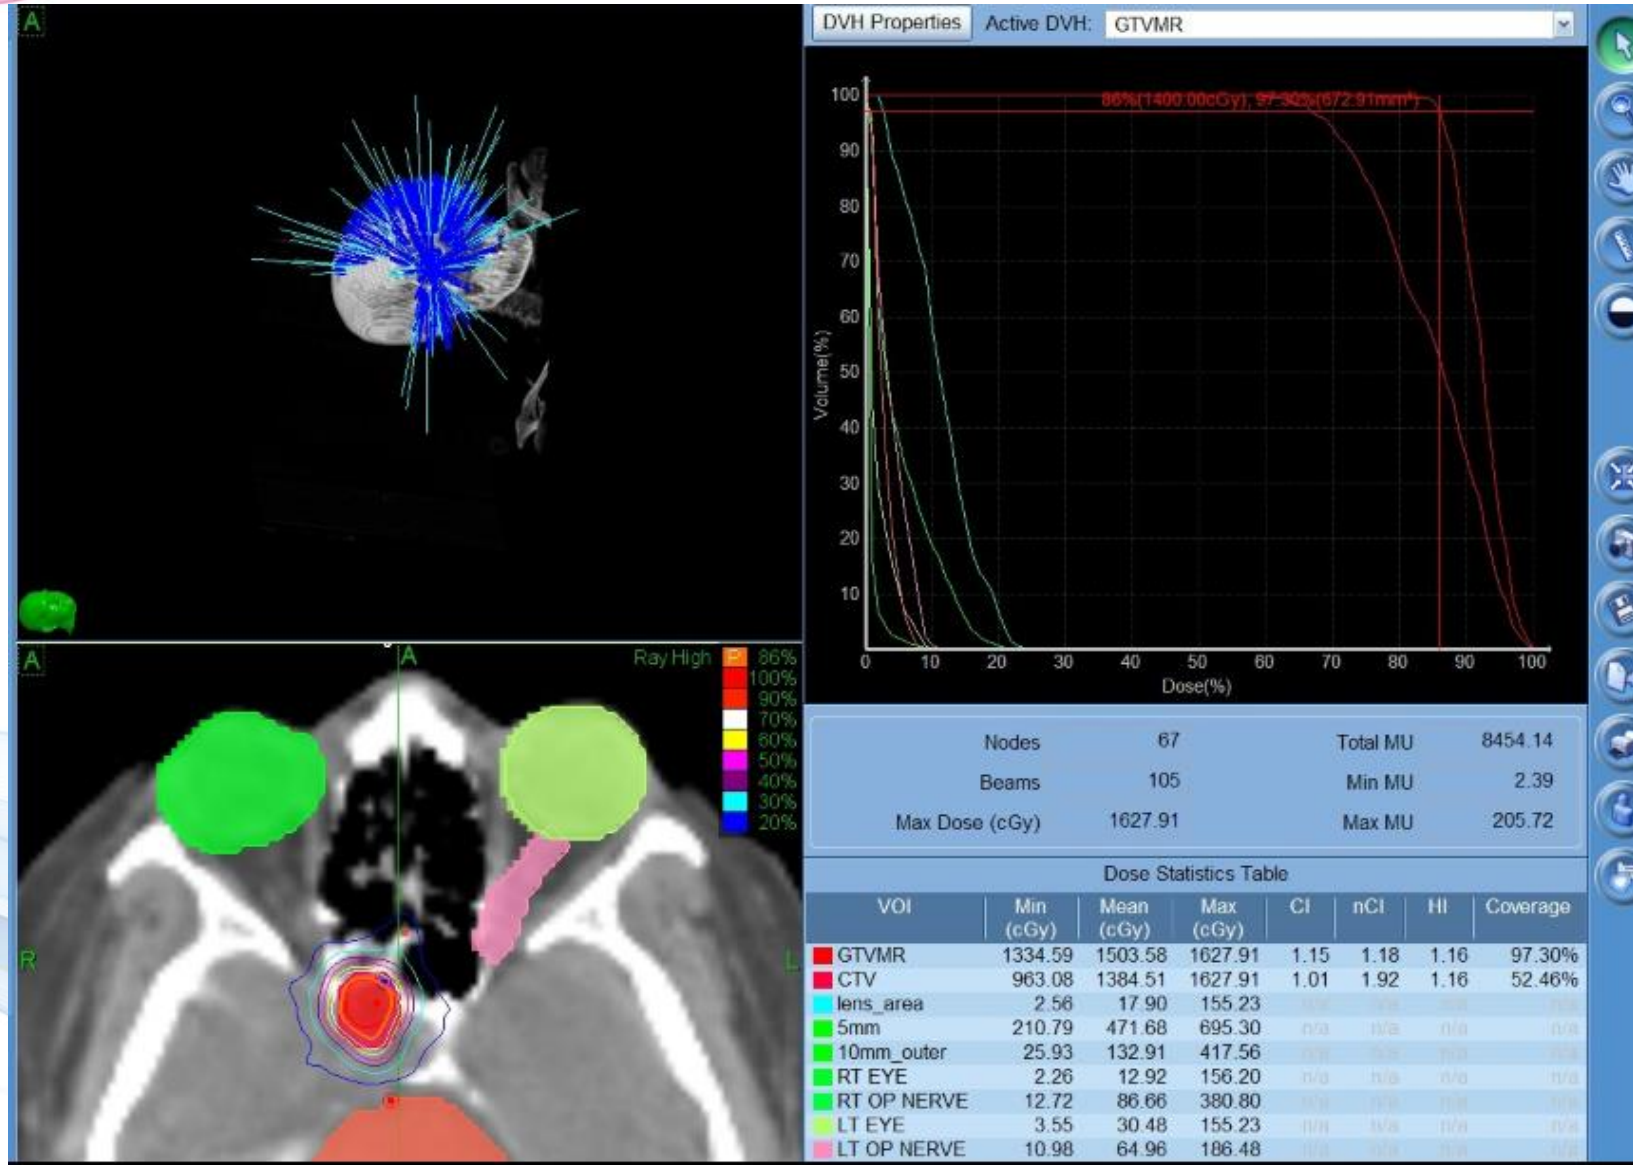 A
DVH Properties Active DVH: GTVMR
86%(1400.00cGy), 97.30%(672.91mm³)
100
90
80
70
60
50
40
30
20
10
Volume(%)
0 10 20 30 40 50 60 70 80 90 100
Dose(%)
A
A
Ray High
P 86%
100%
90%
70%
60%
50%
40%
30%
20%
R
L
Nodes 67 Total MU 8454.14
Beams 105 Min MU 2.39
Max Dose (cGy) 1627.91 Max MU 205.72
Dose Statistics Table
VOI Min (cGy) Mean (cGy) Max (cGy) CI nCI HI Coverage
GTVMR 1334.59 1503.58 1627.91 1.15 1.18 1.16 97.30%
CTV 963.08 1384.51 1627.91 1.01 1.92 1.16 52.46%
lens_area 2.56 17.90 155.23 n/a n/a n/a n/a
5mm 210.79 471.68 695.30 n/a n/a n/a n/a
10mm_outer 25.93 132.91 417.56 n/a n/a n/a n/a
RT EYE 2.26 12.92 156.20 n/a n/a n/a n/a
RT OP NERVE 12.72 86.66 380.80 n/a n/a n/a n/a
LT EYE 3.55 30.48 155.23 n/a n/a n/a n/a
LT OP NERVE 10.98 64.96 186.48 n/a n/a n/a n/a